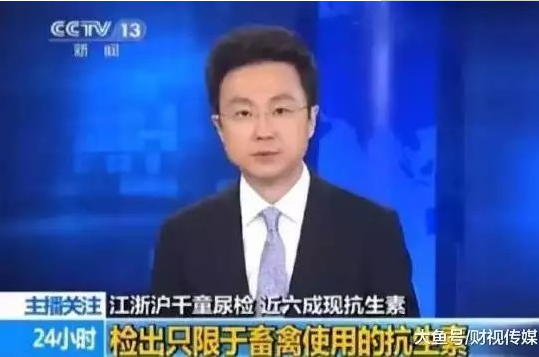 CCTV 13
新闻
主播关注
江浙沪千童尿检 近六成现抗生素
24小时
检出只限于畜禽使用的抗生素
大鱼号/财视传媒